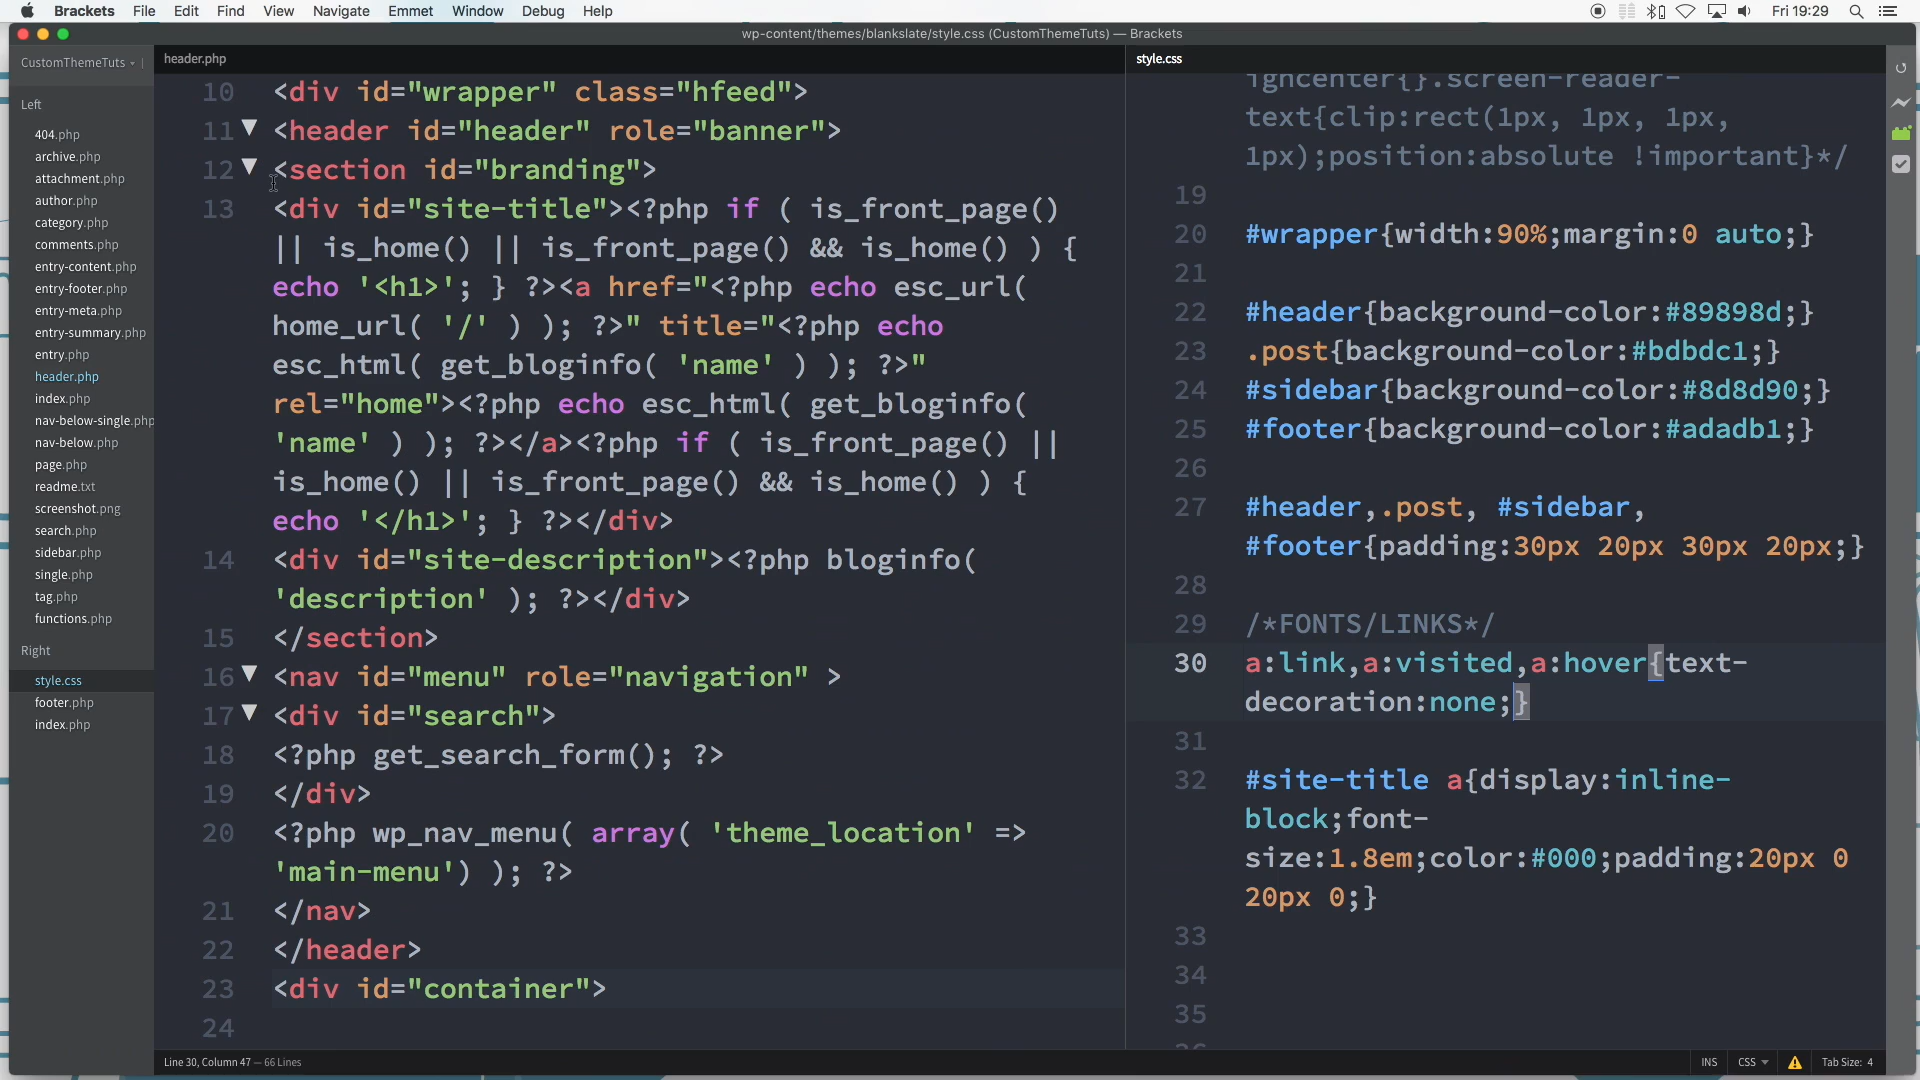 Brackets File Edit Find View Navigate Emmet Window Debug Help Fri 19:29
wp-content/themes/blankslate/style.css (CustomThemeTuts) — Brackets
CustomThemeTuts
Left
404.php
archive.php
attachment.php
author.php
category.php
comments.php
entry-content.php
entry-footer.php
entry-meta.php
entry-summary.php
entry.php
header.php
index.php
nav-below-single.php
nav-below.php
page.php
readme.txt
screenshot.png
search.php
sidebar.php
single.php
tag.php
functions.php
Right
style.css
footer.php
index.php
header.php
10 <div id="wrapper" class="hfeed">
11 <header id="header" role="banner">
12 <section id="branding">
13 <div id="site-title"><?php if ( is_front_page()
|| is_home() || is_front_page() && is_home() ) {
echo '<h1>'; } ?><a href="<?php echo esc_url(
home_url( '/' ) ); ?>" title="<?php echo
esc_html( get_bloginfo( 'name' ) ); ?>"
rel="home"><?php echo esc_html( get_bloginfo(
'name' ) ); ?></a><?php if ( is_front_page() ||
is_home() || is_front_page() && is_home() ) {
echo '</h1>'; } ?></div>
14 <div id="site-description"><?php bloginfo(
'description' ); ?></div>
15 </section>
16 <nav id="menu" role="navigation" >
17 <div id="search">
18 <?php get_search_form(); ?>
19 </div>
20 <?php wp_nav_menu( array( 'theme_location' =>
'main-menu') ); ?>
21 </nav>
22 </header>
23 <div id="container">
24
style.css
igncenter{}.screen-reader-
text{clip:rect(1px, 1px, 1px,
1px);position:absolute !important}*/
19
20 #wrapper{width:90%;margin:0 auto;}
21
22 #header{background-color:#89898d;}
23 .post{background-color:#bdbdc1;}
24 #sidebar{background-color:#8d8d90;}
25 #footer{background-color:#adadb1;}
26
27 #header,.post, #sidebar,
#footer{padding:30px 20px 30px 20px;}
28
29 /*FONTS/LINKS*/
30 a:link,a:visited,a:hover{text-
decoration:none;}
31
32 #site-title a{display:inline-
block;font-
size:1.8em;color:#000;padding:20px 0
20px 0;}
33
34
35
36
Line 30, Column 47 — 66 Lines
INS CSS Tab Size: 4